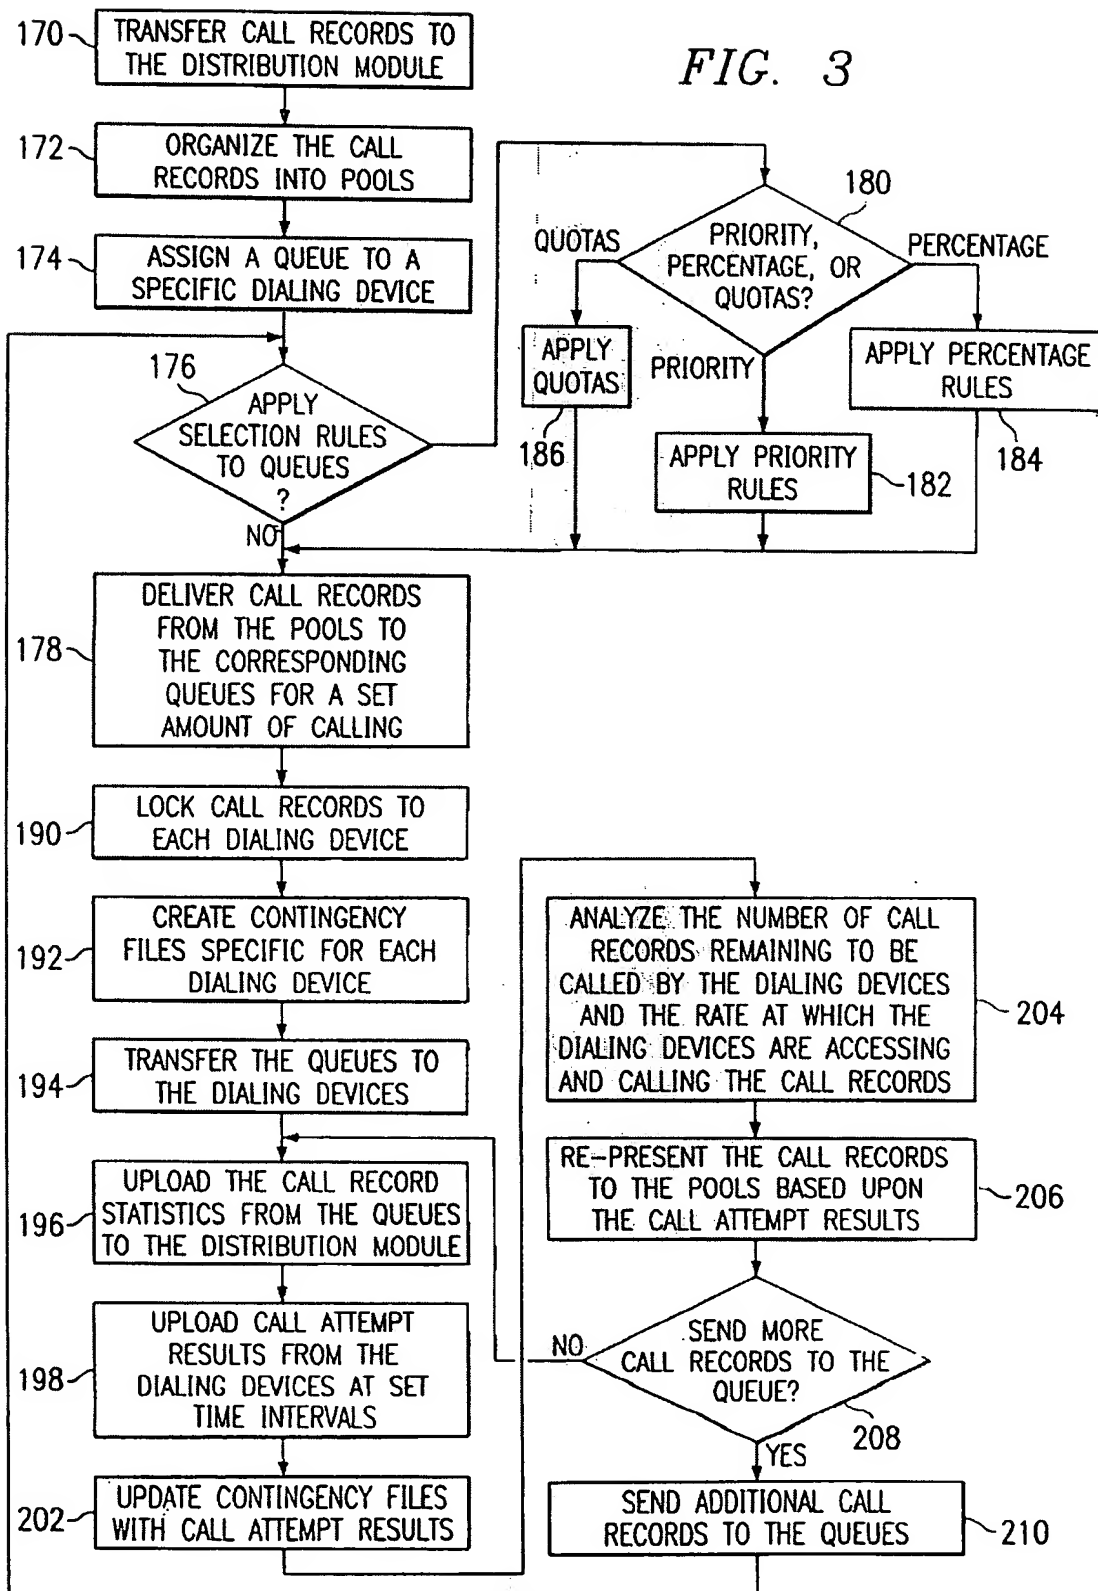 FIG. 3
170
TRANSFER CALL RECORDS TO
THE DISTRIBUTION MODULE
172
ORGANIZE THE CALL
RECORDS INTO POOLS
174
ASSIGN A QUEUE TO A
SPECIFIC DIALING DEVICE
176
APPLY
SELECTION RULES
TO QUEUES
?
NO
180
PRIORITY,
PERCENTAGE, OR
QUOTAS?
QUOTAS
PERCENTAGE
PRIORITY
APPLY
QUOTAS
186
APPLY PRIORITY
RULES
182
APPLY PERCENTAGE
RULES
184
178
DELIVER CALL RECORDS
FROM THE POOLS TO
THE CORRESPONDING
QUEUES FOR A SET
AMOUNT OF CALLING
190
LOCK CALL RECORDS TO
EACH DIALING DEVICE
192
CREATE CONTINGENCY
FILES SPECIFIC FOR EACH
DIALING DEVICE
194
TRANSFER THE QUEUES TO
THE DIALING DEVICES
196
UPLOAD THE CALL RECORD
STATISTICS FROM THE QUEUES
TO THE DISTRIBUTION MODULE
198
UPLOAD CALL ATTEMPT
RESULTS FROM THE
DIALING DEVICES AT SET
TIME INTERVALS
202
UPDATE CONTINGENCY FILES
WITH CALL ATTEMPT RESULTS
ANALYZE THE NUMBER OF CALL
RECORDS REMAINING TO BE
CALLED BY THE DIALING DEVICES
AND THE RATE AT WHICH THE
DIALING DEVICES ARE ACCESSING
AND CALLING THE CALL RECORDS
204
RE-PRESENT THE CALL RECORDS
TO THE POOLS BASED UPON
THE CALL ATTEMPT RESULTS
206
SEND MORE
CALL RECORDS TO THE
QUEUE?
NO
208
YES
SEND ADDITIONAL CALL
RECORDS TO THE QUEUES
210